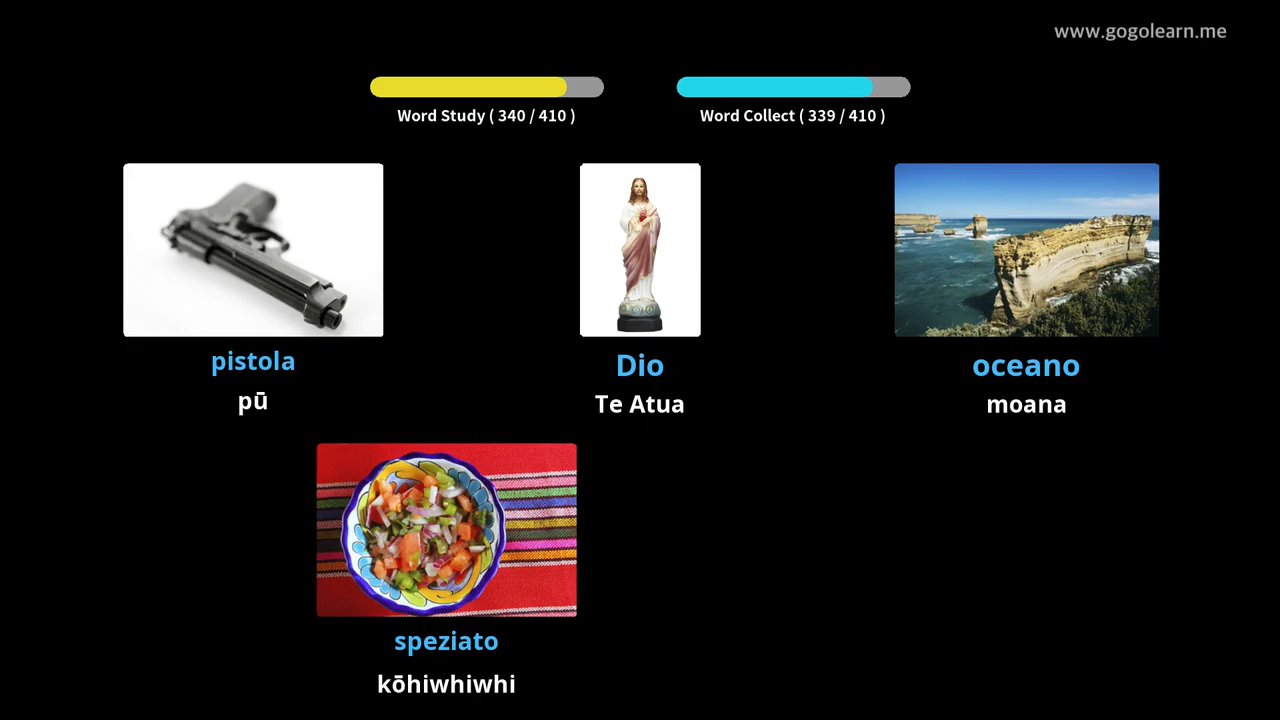 www.gogolearn.me
Word Study ( 340 / 410 )
Word Collect ( 339 / 410 )
pistola
pū
Dio
Te Atua
oceano
moana
speziato
kōhiwhiwhi